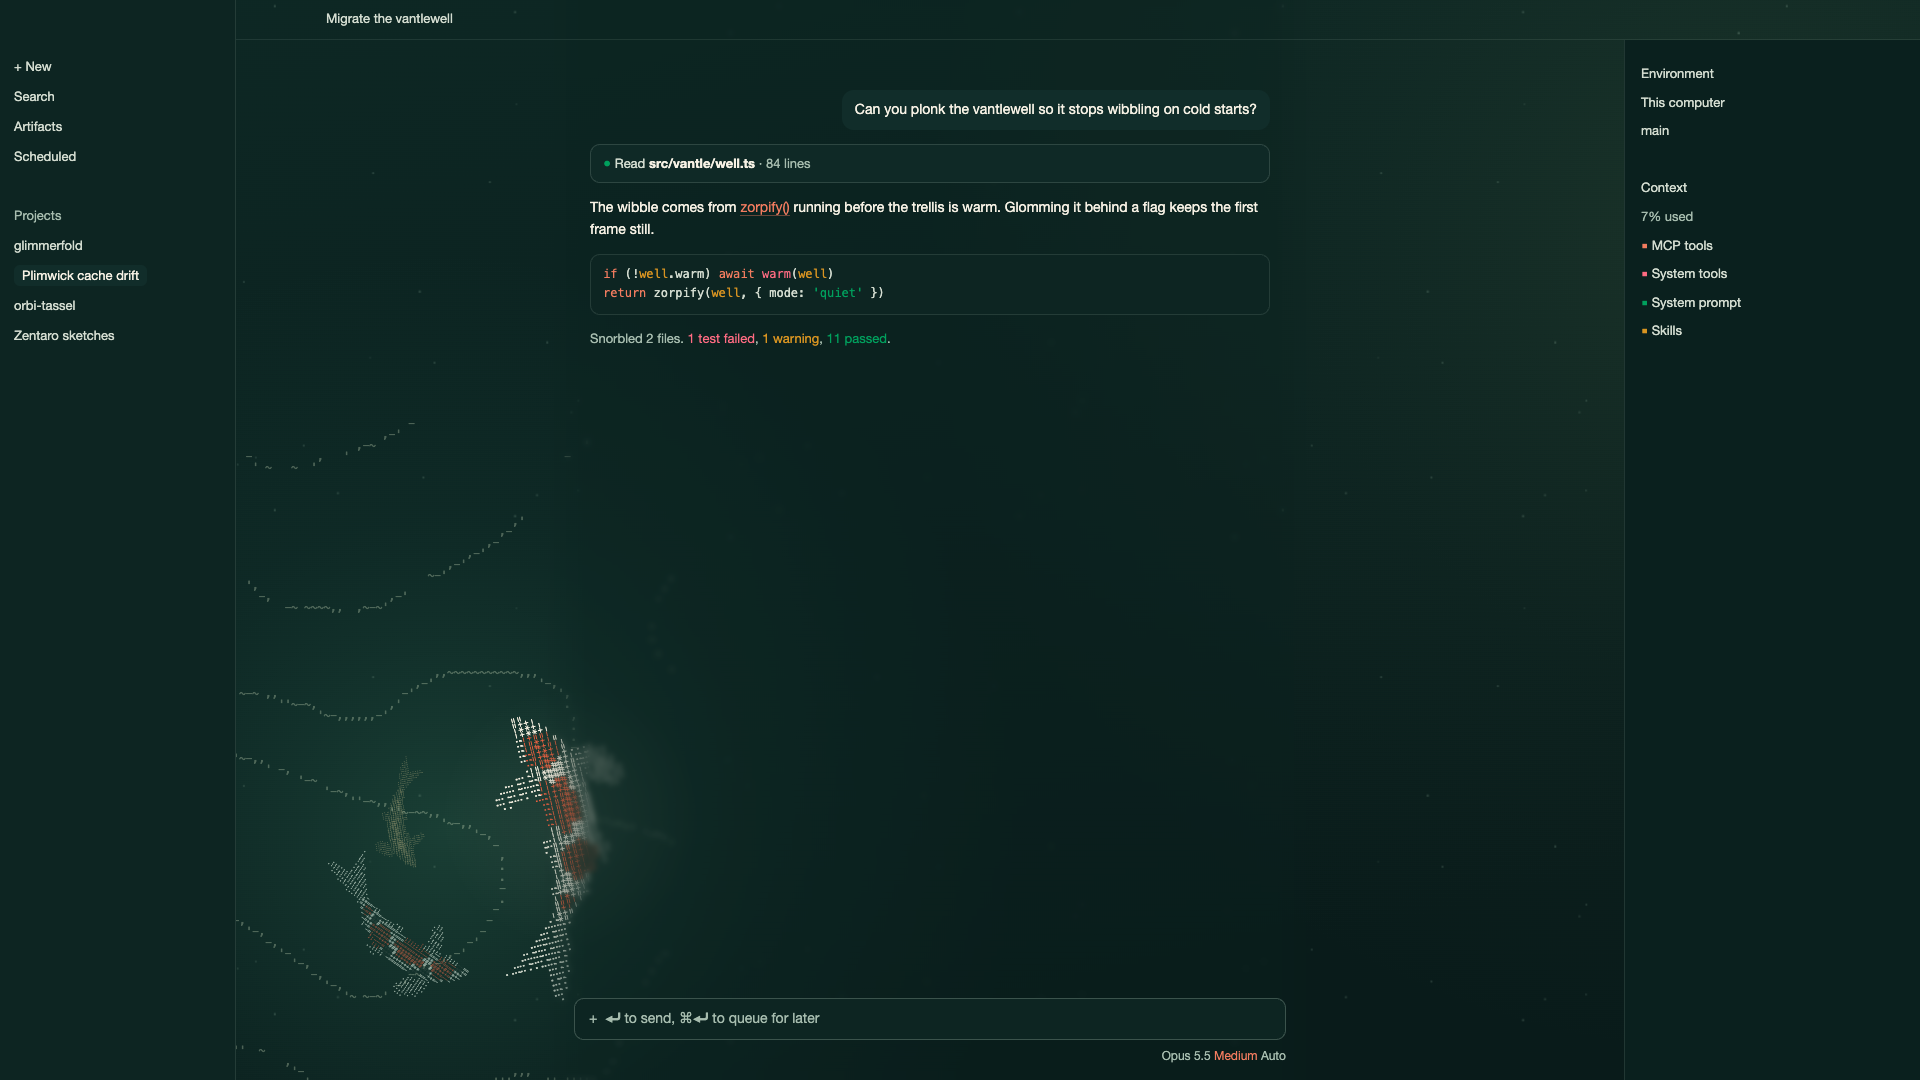 Migrate the vantlewell
+ New
Search
Artifacts
Scheduled
Projects
glimmerfold
Plimwick cache drift
orbi-tassel
Zentaro sketches
Can you plonk the vantlewell so it stops wibbling on cold starts?
Read src/vantle/well.ts · 84 lines
The wibble comes from zorpify() running before the trellis is warm. Glomming it behind a flag keeps the first
frame still.
if (!well.warm) await warm(well)
return zorpify(well, { mode: 'quiet' })
Snorbled 2 files. 1 test failed, 1 warning, 11 passed.
+ ↵ to send, ⌘↵ to queue for later
Opus 5.5 Medium Auto
Environment
This computer
main
Context
7% used
MCP tools
System tools
System prompt
Skills